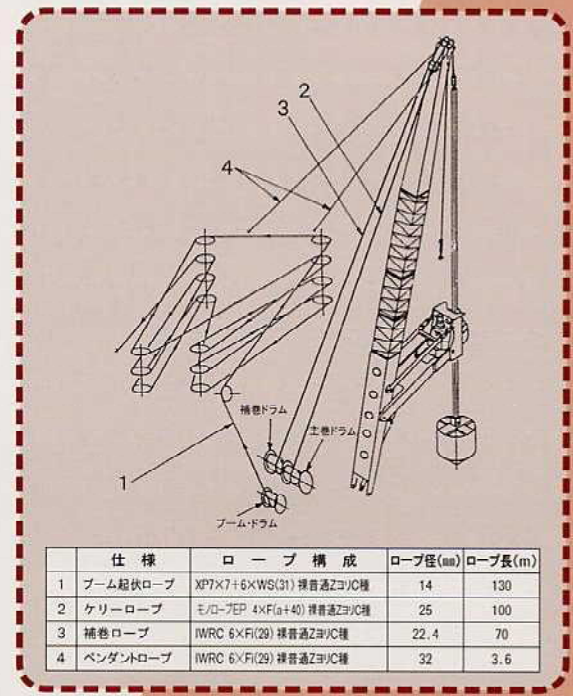 2
3
4
補巻ドラム
主巻ドラム
1
ブーム・ドラム
仕様 ロープ構成 ロープ径(㎜) ロープ長(m)
1 ブーム起伏ロープ XP7×7+6×WS(31) 裸普通ZヨリC種 14 130
2 ケリーロープ モノロープEP 4×F(a+40) 裸普通ZヨリC種 25 100
3 補巻ロープ IWRC 6×Fi(29) 裸普通ZヨリC種 22.4 70
4 ペンダントロープ IWRC 6×Fi(29) 裸普通ZヨリC種 32 3.6